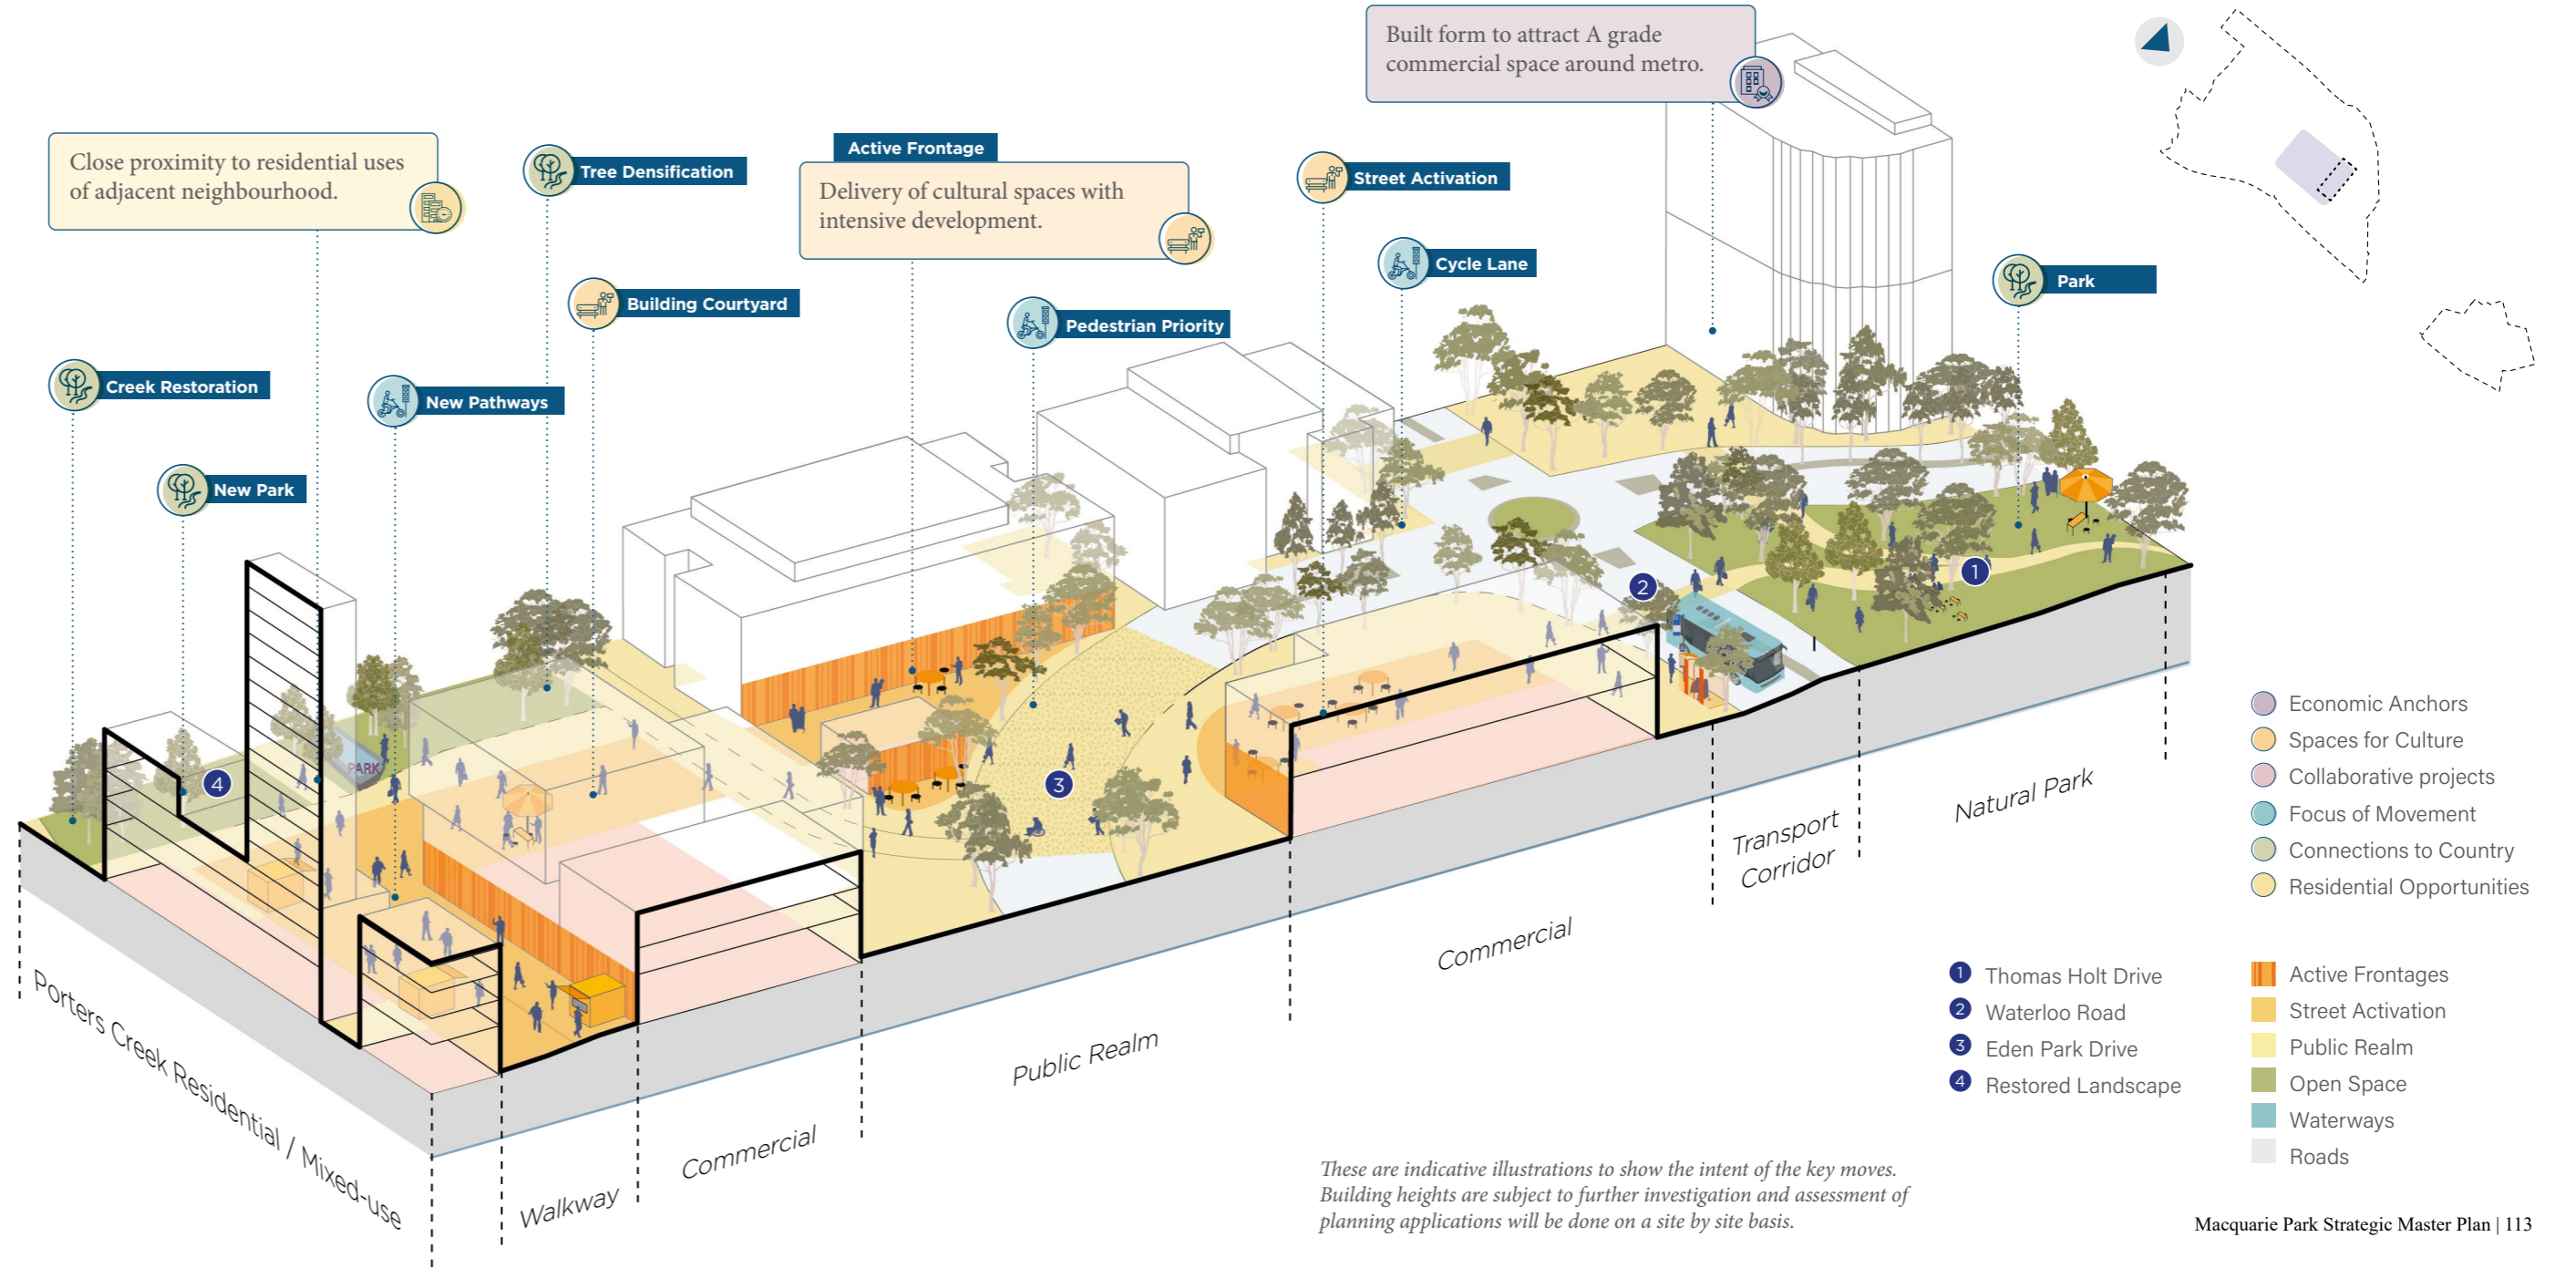 Built form to attract A grade
commercial space around metro.
Close proximity to residential uses
of adjacent neighbourhood.
Tree Densification
Active Frontage
Delivery of cultural spaces with
intensive development.
Street Activation
Cycle Lane
Park
Building Courtyard
Pedestrian Priority
Creek Restoration
New Pathways
New Park
PARK
1
2
3
4
Porters Creek Residential / Mixed-use
Walkway
Commercial
Public Realm
Commercial
Transport
Corridor
Natural Park
Economic Anchors
Spaces for Culture
Collaborative projects
Focus of Movement
Connections to Country
Residential Opportunities
1 Thomas Holt Drive
2 Waterloo Road
3 Eden Park Drive
4 Restored Landscape
Active Frontages
Street Activation
Public Realm
Open Space
Waterways
Roads
These are indicative illustrations to show the intent of the key moves.
Building heights are subject to further investigation and assessment of
planning applications will be done on a site by site basis.
Macquarie Park Strategic Master Plan | 113